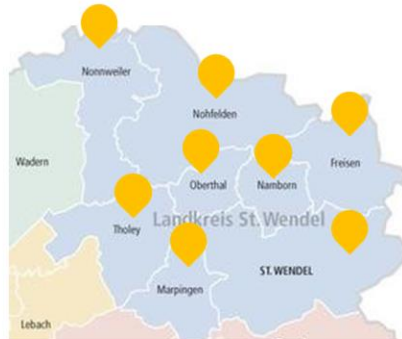 Nonnweiler
Nohfelden
Wadern
Freisen
Oberthal
Namborn
Landkreis St. Wendel
Tholey
ST. WENDEL
Marpingen
Lebach